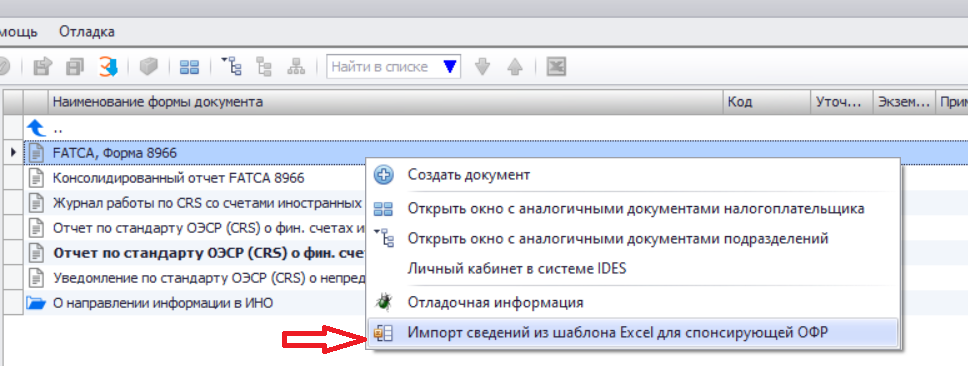 мощь Отладка
Найти в списке
Наименование формы документа Код Уточ... Экзем... Прим
..
FATCA, Форма 8966
Консолидированный отчет FATCA 8966
Журнал работы по CRS со счетами иностранных
Отчет по стандарту ОЭСР (CRS) о фин. счетах и
Отчет по стандарту ОЭСР (CRS) о фин. сче
Уведомление по стандарту ОЭСР (CRS) о непред
О направлении информации в ИНО
Создать документ
Открыть окно с аналогичными документами налогоплательщика
Открыть окно с аналогичными документами подразделений
Личный кабинет в системе IDES
Отладочная информация
Импорт сведений из шаблона Excel для спонсирующей ОФР